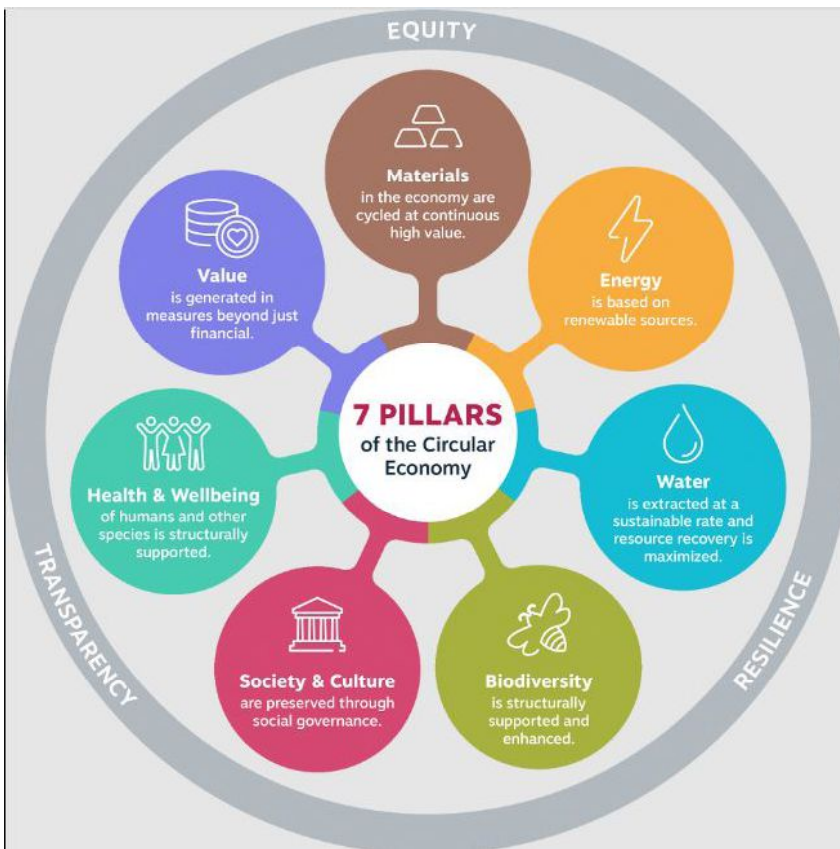 EQUITY
Materials
in the economy are
cycled at continuous
high value.
Energy
is based on
renewable sources.
Water
is extracted at a
sustainable rate and
resource recovery is
maximized.
Biodiversity
is structurally
supported and
enhanced.
Society & Culture
are preserved through
social governance.
Health & Wellbeing
of humans and other
species is structurally
supported.
Value
is generated in
measures beyond just
financial.
7 PILLARS
of the Circular
Economy
RESILIENCE
TRANSPARENCY